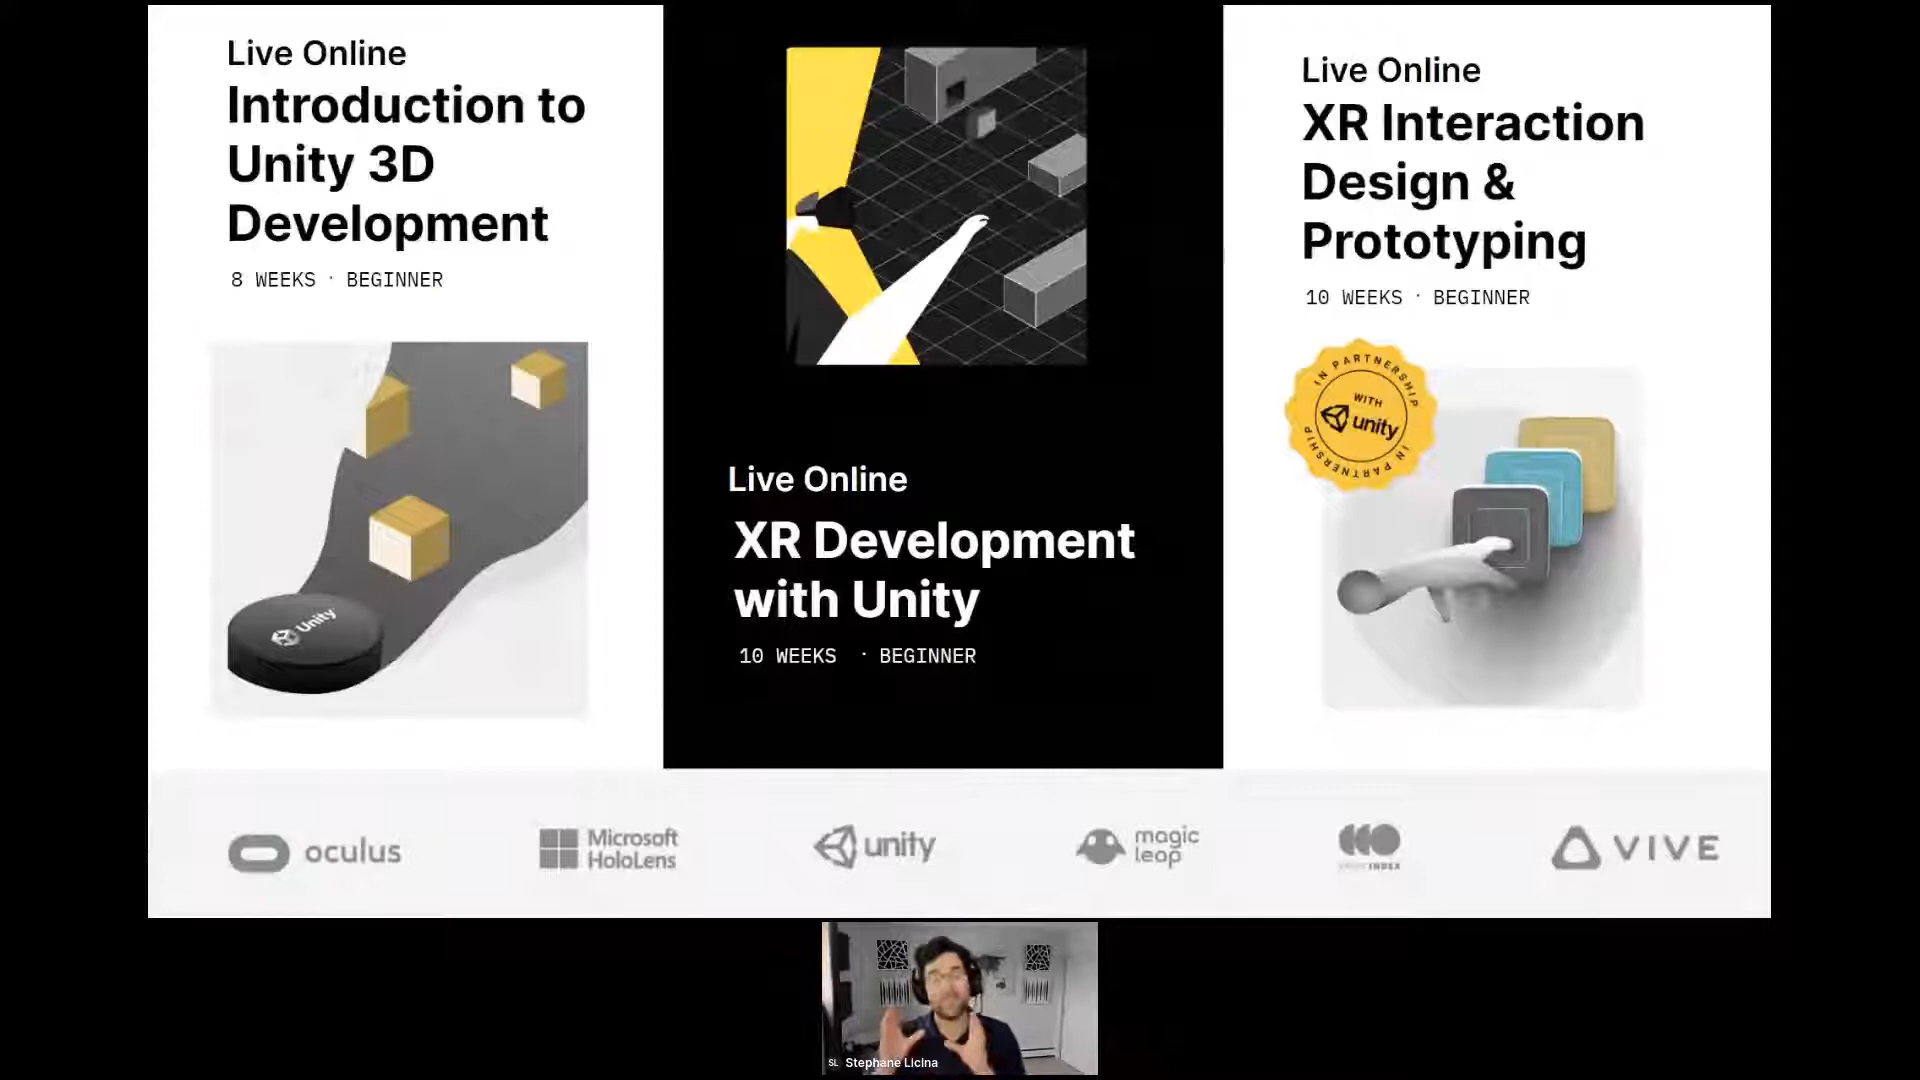 Live Online
Introduction to
Unity 3D
Development
8 WEEKS · BEGINNER
Unity
Live Online
XR Development
with Unity
10 WEEKS · BEGINNER
Live Online
XR Interaction
Design &
Prototyping
10 WEEKS · BEGINNER
IN PARTNERSHIP
WITH
unity
IN PARTNERSHIP
oculus
Microsoft
HoloLens
unity
magic
leap
INDEX
VIVE
SL Stephane Licina